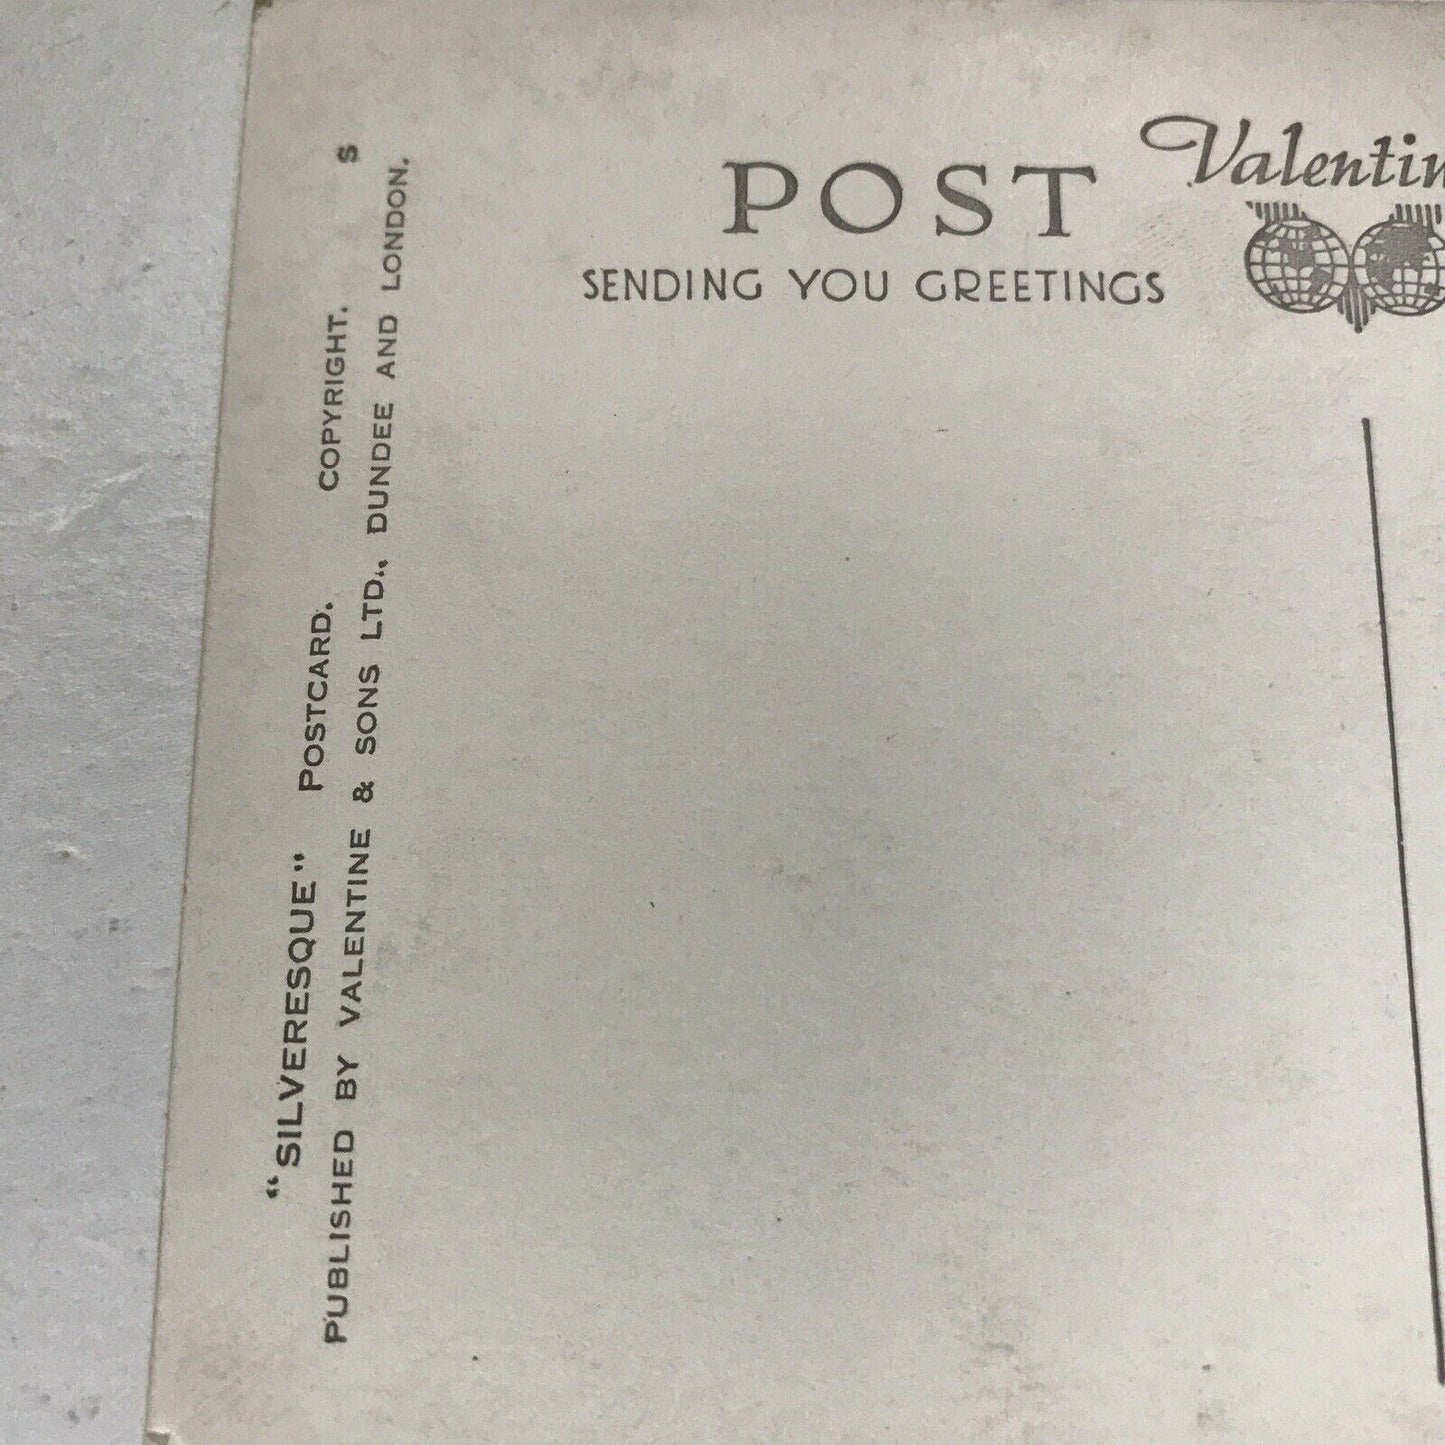 POST
Valentin
SENDING YOU GREETINGS
"SILVERESQUE" POSTCARD. COPYRIGHT. S
PUBLISHED BY VALENTINE & SONS LTD., DUNDEE AND LONDON.